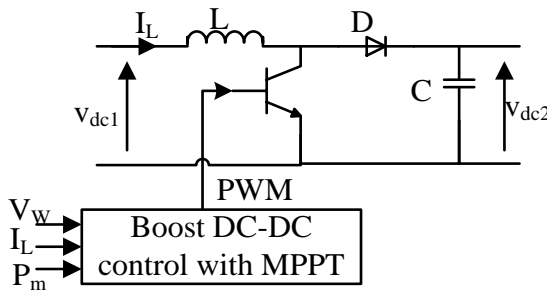 I_L L D
v_dc1 C v_dc2
PWM
V_W
I_L
P_m
Boost DC-DC
control with MPPT